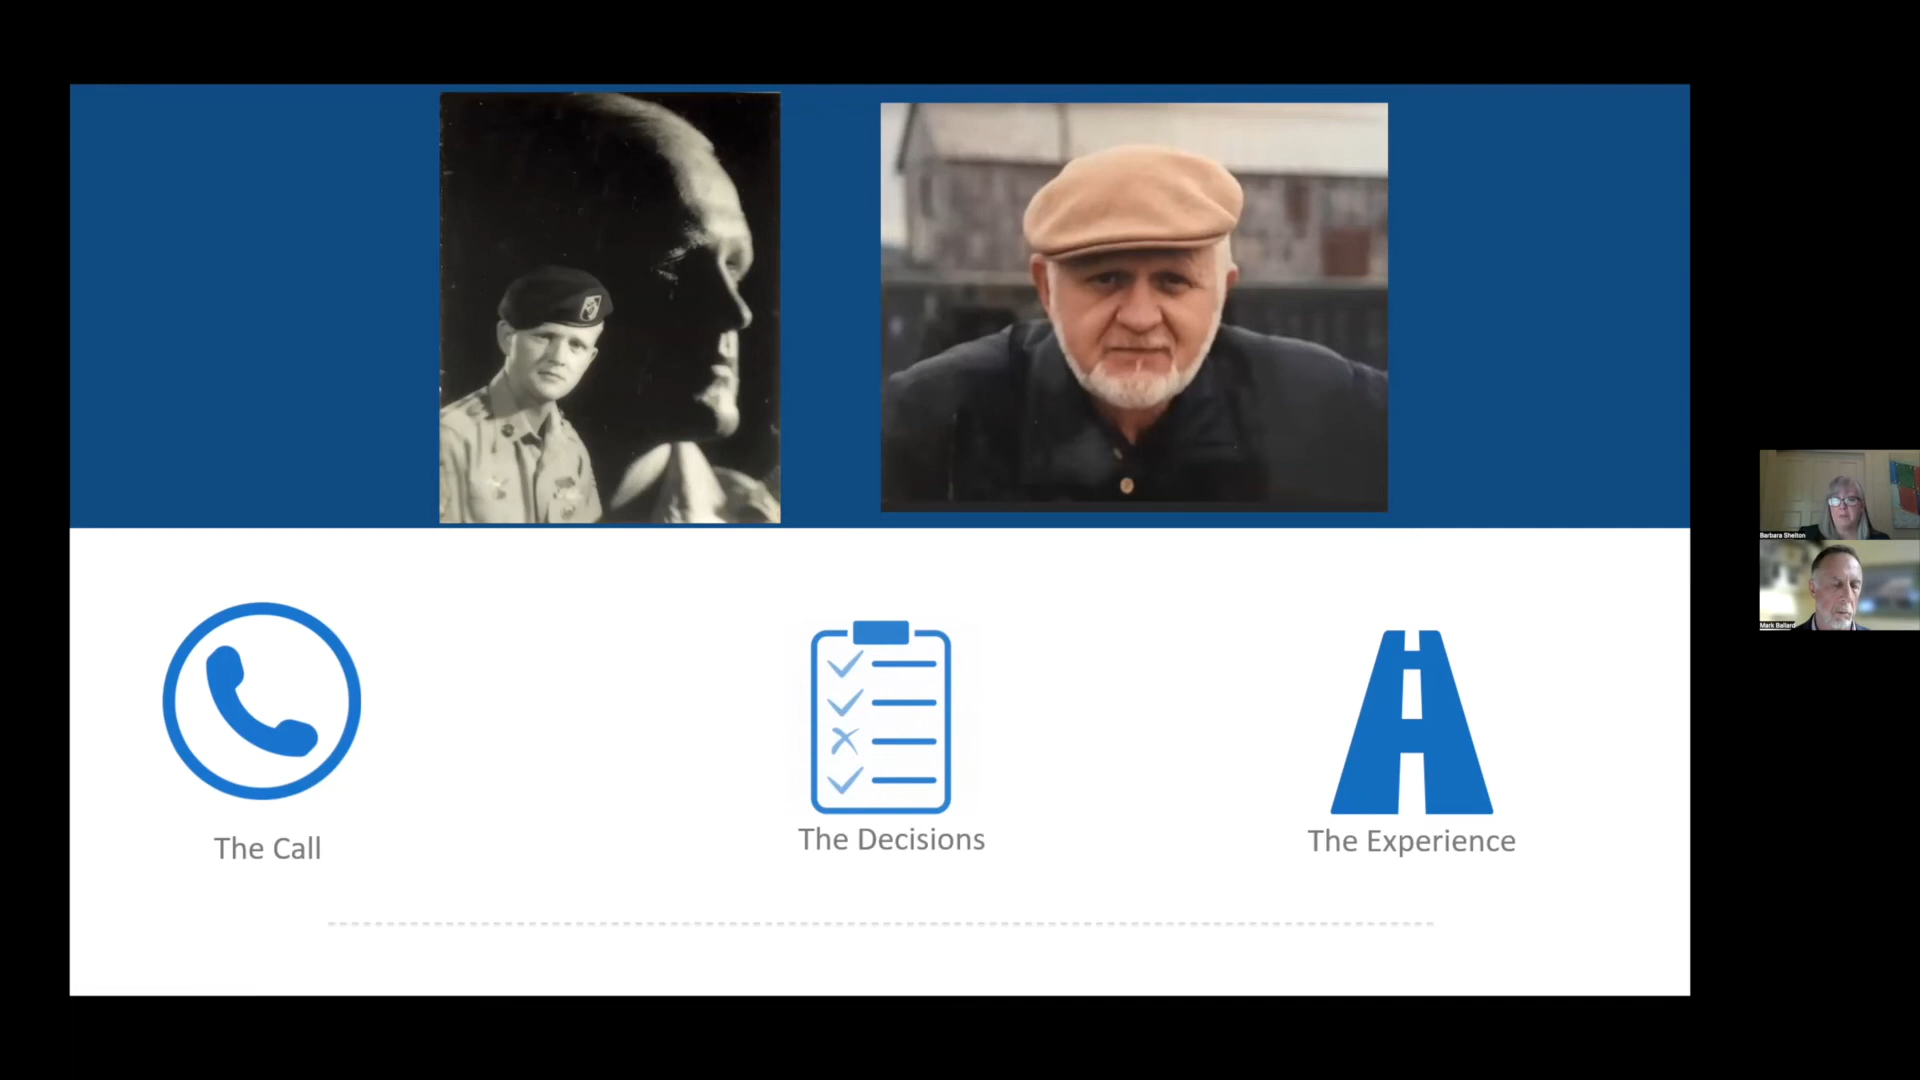 The Call
The Decisions
The Experience
Barbara Shelton
Mark Ballard